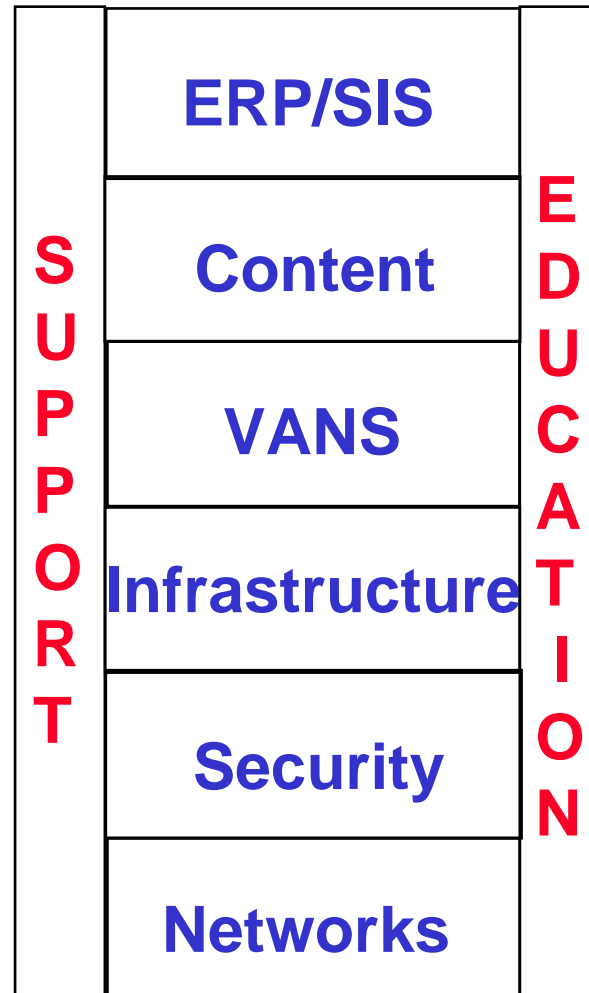 SUPPORT
ERP/SIS
Content
VANS
Infrastructure
Security
Networks
EDUCATION